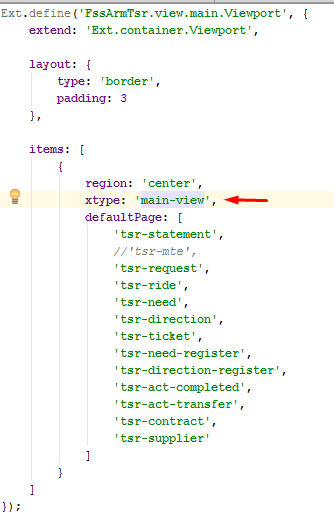 Ext.define('FssArmTsr.view.main.Viewport', {
extend: 'Ext.container.Viewport',
layout: {
type: 'border',
padding: 3
},
items: [
{
region: 'center',
xtype: 'main-view',
defaultPage: [
'tsr-statement',
//'tsr-mte',
'tsr-request',
'tsr-ride',
'tsr-need',
'tsr-direction',
'tsr-ticket',
'tsr-need-register',
'tsr-direction-register',
'tsr-act-completed',
'tsr-act-transfer',
'tsr-contract',
'tsr-supplier'
]
}
]
});